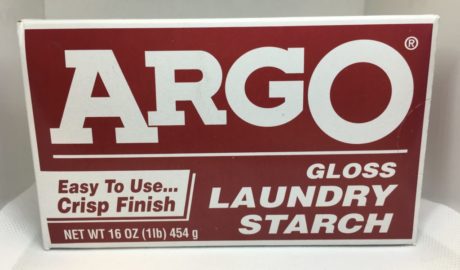 ARGO®
GLOSS
LAUNDRY
STARCH
Easy To Use...
Crisp Finish
NET WT 16 OZ (1lb) 454 g